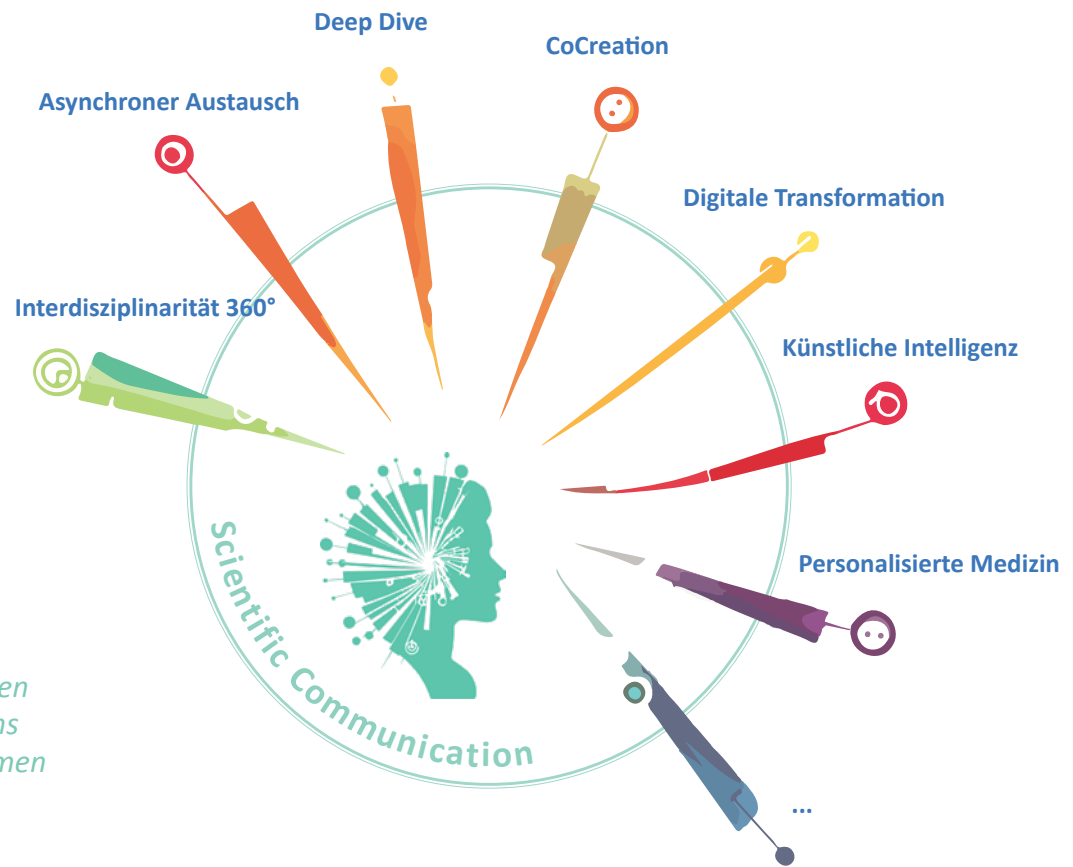 Deep Dive
CoCreation
Asynchroner Austausch
Digitale Transformation
Interdisziplinarität 360°
Künstliche Intelligenz
Personalisierte Medizin
Scientific Communication
...